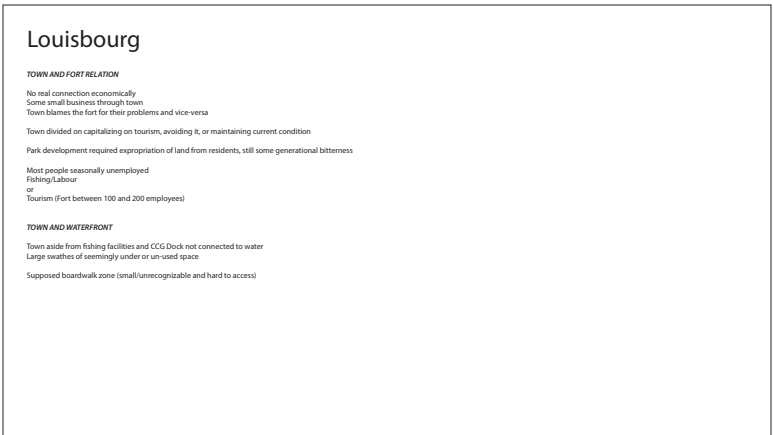 Louisbourg
TOWN AND FORT RELATION
No real connection economically
Some small business through town
Town blames the fort for their problems and vice-versa
Town divided on capitalizing on tourism, avoiding it, or maintaining current condition
Park development required expropriation of land from residents, still some generational bitterness
Most people seasonally unemployed
Fishing/Labour
or
Tourism (Fort between 100 and 200 employees)
TOWN AND WATERFRONT
Town aside from fishing facilities and CCG Dock not connected to water
Large swathes of seemingly under or un-used space
Supposed boardwalk zone (small/unrecognizable and hard to access)